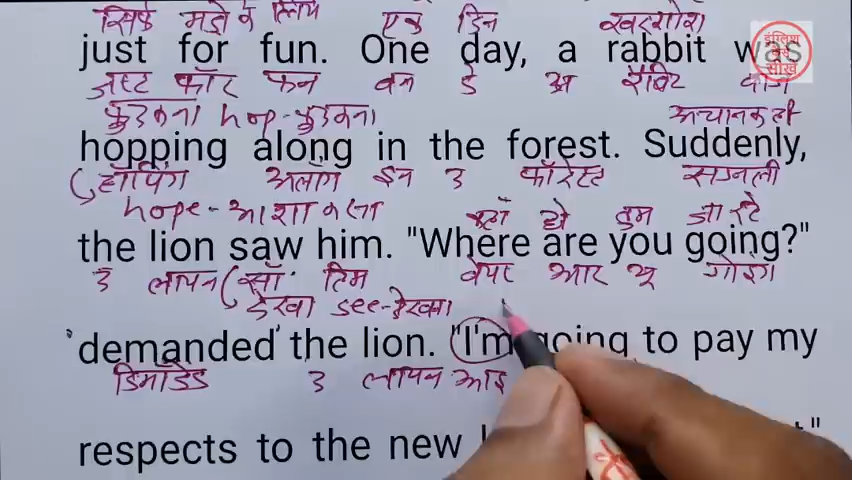 सिर्फ मजे के लिए एक दिन खरगोश
just for fun. One day, a rabbit was
इंग्लिश पढ़ना सीखे
जस्ट फॉर फन वन डे अ रैबिट वाज
फुदकना hop-फुदकना अचानक ही
hopping along in the forest. Suddenly,
(हॉपिंग अलॉंग इन द फॉरेस्ट सडनली
hope-आशा करना कहाँ हो तुम जा रहे
the lion saw him. "Where are you going?"
द लायन (सॉ हिम वेयर आर यू गोइंग
देखा see-देखना
'demanded' the lion. "I'm going to pay my
डिमांडेड द लायन आइ
respects to the new